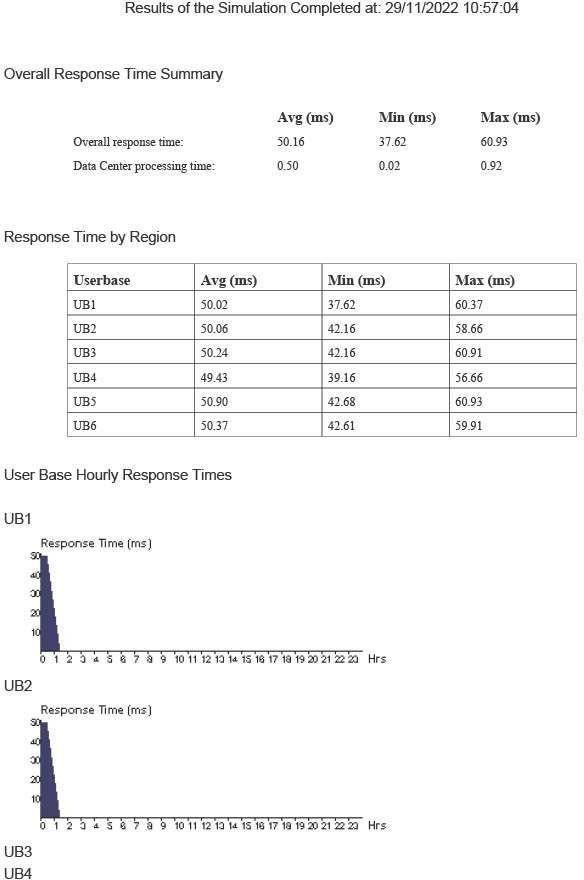 Results of the Simulation Completed at: 29/11/2022 10:57:04
Overall Response Time Summary
Avg (ms) Min (ms) Max (ms)
Overall response time: 50.16 37.62 60.93
Data Center processing time: 0.50 0.02 0.92
Response Time by Region
Userbase Avg (ms) Min (ms) Max (ms)
UB1 50.02 37.62 60.37
UB2 50.06 42.16 58.66
UB3 50.24 42.16 60.91
UB4 49.43 39.16 56.66
UB5 50.90 42.68 60.93
UB6 50.37 42.61 59.91
User Base Hourly Response Times
UB1
Response Time (ms)
50
40
30
20
10
0 1 2 3 4 5 6 7 8 9 10 11 12 13 14 15 16 17 18 19 20 21 22 23 Hrs
UB2
Response Time (ms)
50
40
30
20
10
0 1 2 3 4 5 6 7 8 9 10 11 12 13 14 15 16 17 18 19 20 21 22 23 Hrs
UB3
UB4